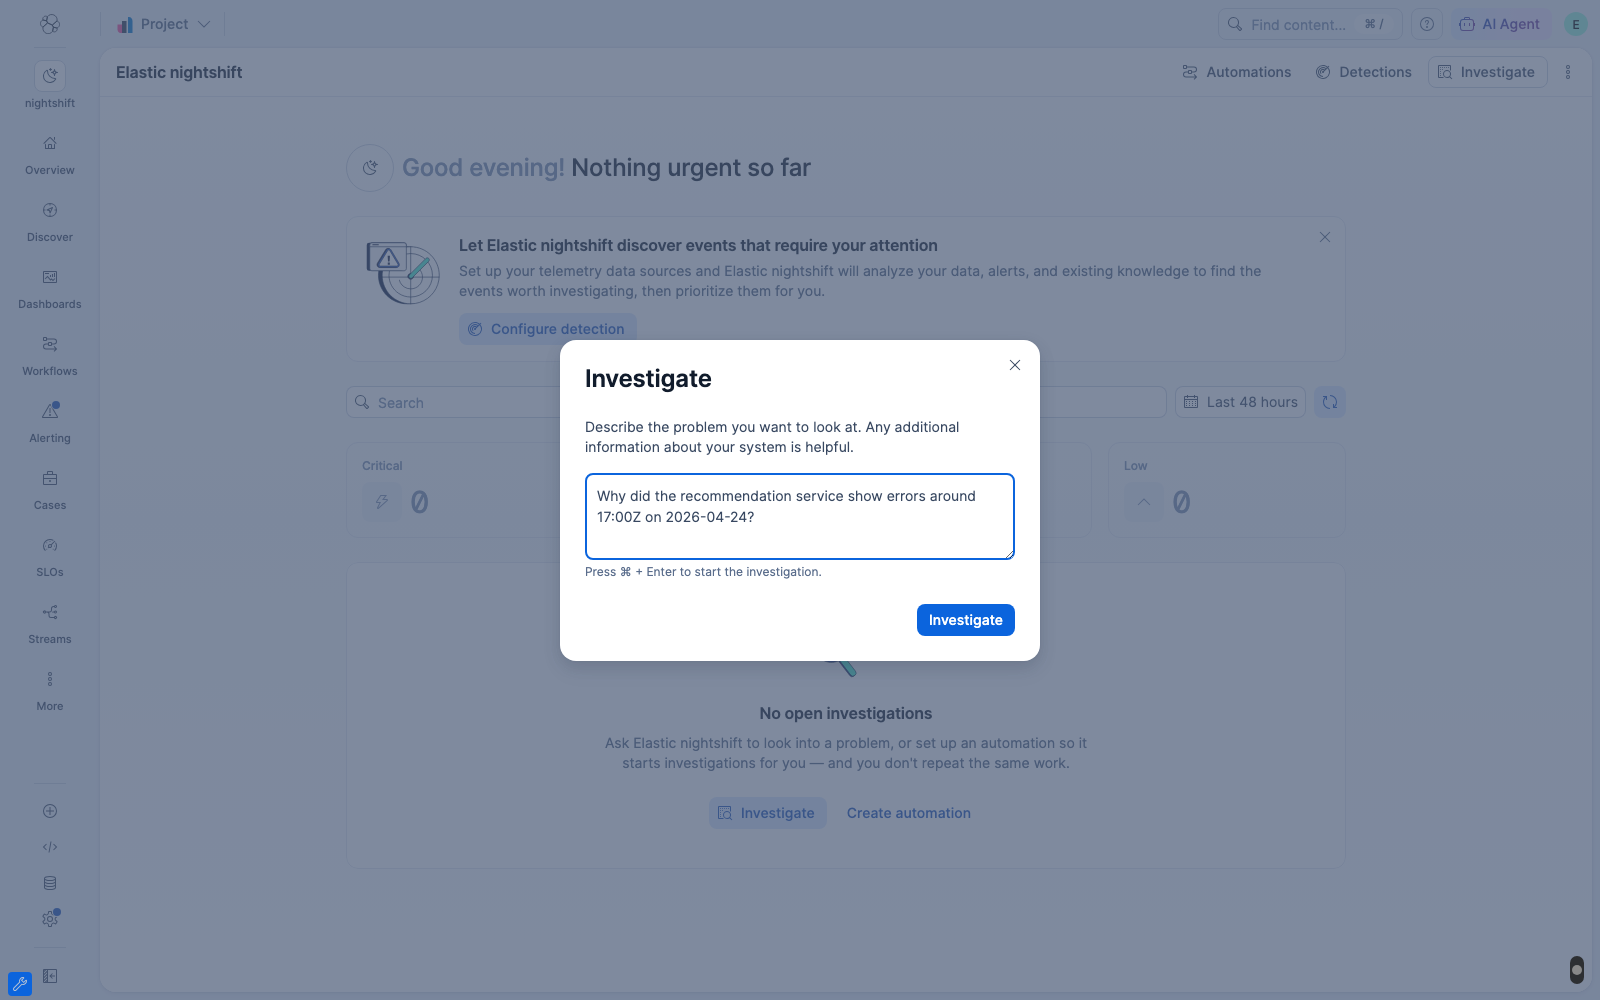 Project
Find content...
⌘ /
AI Agent
E
Elastic nightshift
Automations
Detections
Investigate
nightshift
Overview
Discover
Dashboards
Workflows
Alerting
Cases
SLOs
Streams
More
Good evening! Nothing urgent so far
Let Elastic nightshift discover events that require your attention
Set up your telemetry data sources and Elastic nightshift will analyze your data, alerts, and existing knowledge to find the
events worth investigating, then prioritize them for you.
Configure detection
Search
Last 48 hours
Critical
0
Low
0
Investigate
Describe the problem you want to look at. Any additional
information about your system is helpful.
Why did the recommendation service show errors around
17:00Z on 2026-04-24?
Press ⌘ + Enter to start the investigation.
Investigate
No open investigations
Ask Elastic nightshift to look into a problem, or set up an automation so it
starts investigations for you — and you don't repeat the same work.
Investigate
Create automation